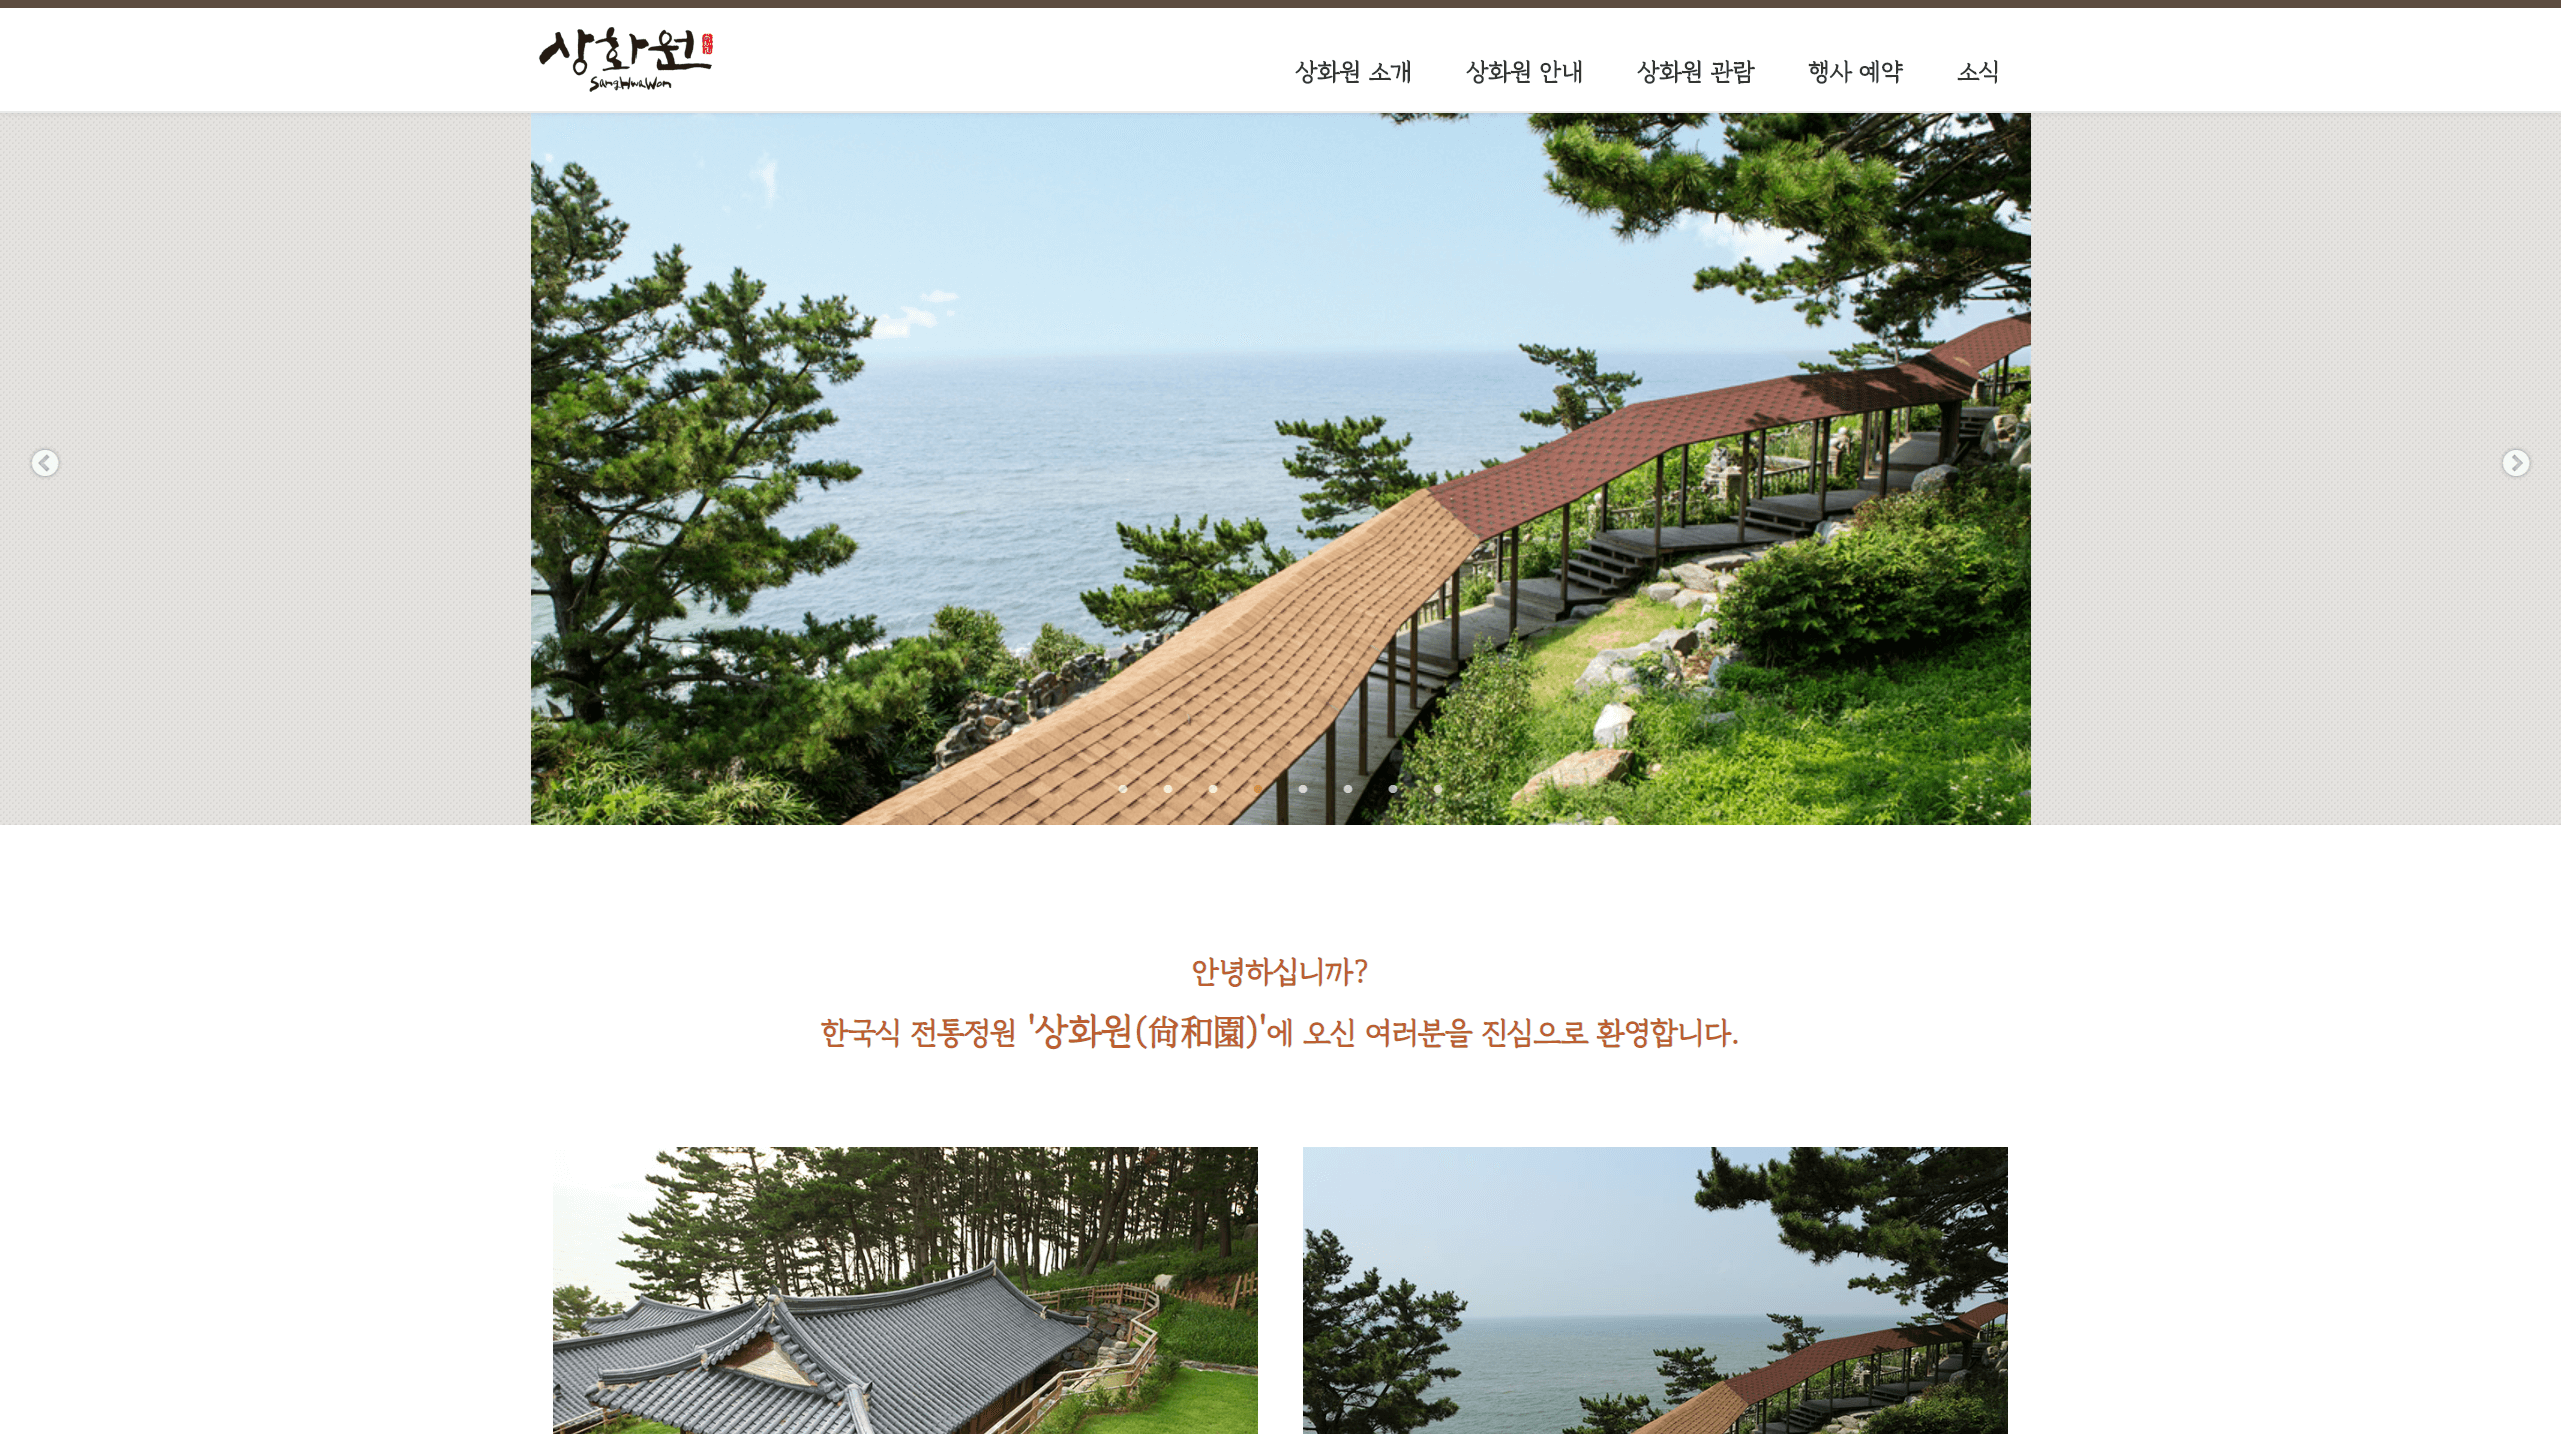 상화원
SangHwaWon
상화원 소개
상화원 안내
상화원 관람
행사 예약
소식
안녕하십니까?
한국식 전통정원 '상화원(尙和園)'에 오신 여러분을 진심으로 환영합니다.